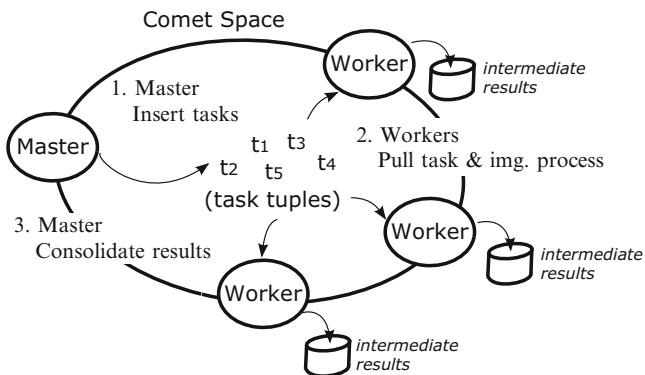 Comet Space
Worker
intermediate
results
1. Master
Insert tasks
Master
t1 t3
t2 t5 t4
(task tuples)
2. Workers
Pull task & img. process
3. Master
Consolidate results
Worker
intermediate
results
Worker
intermediate
results